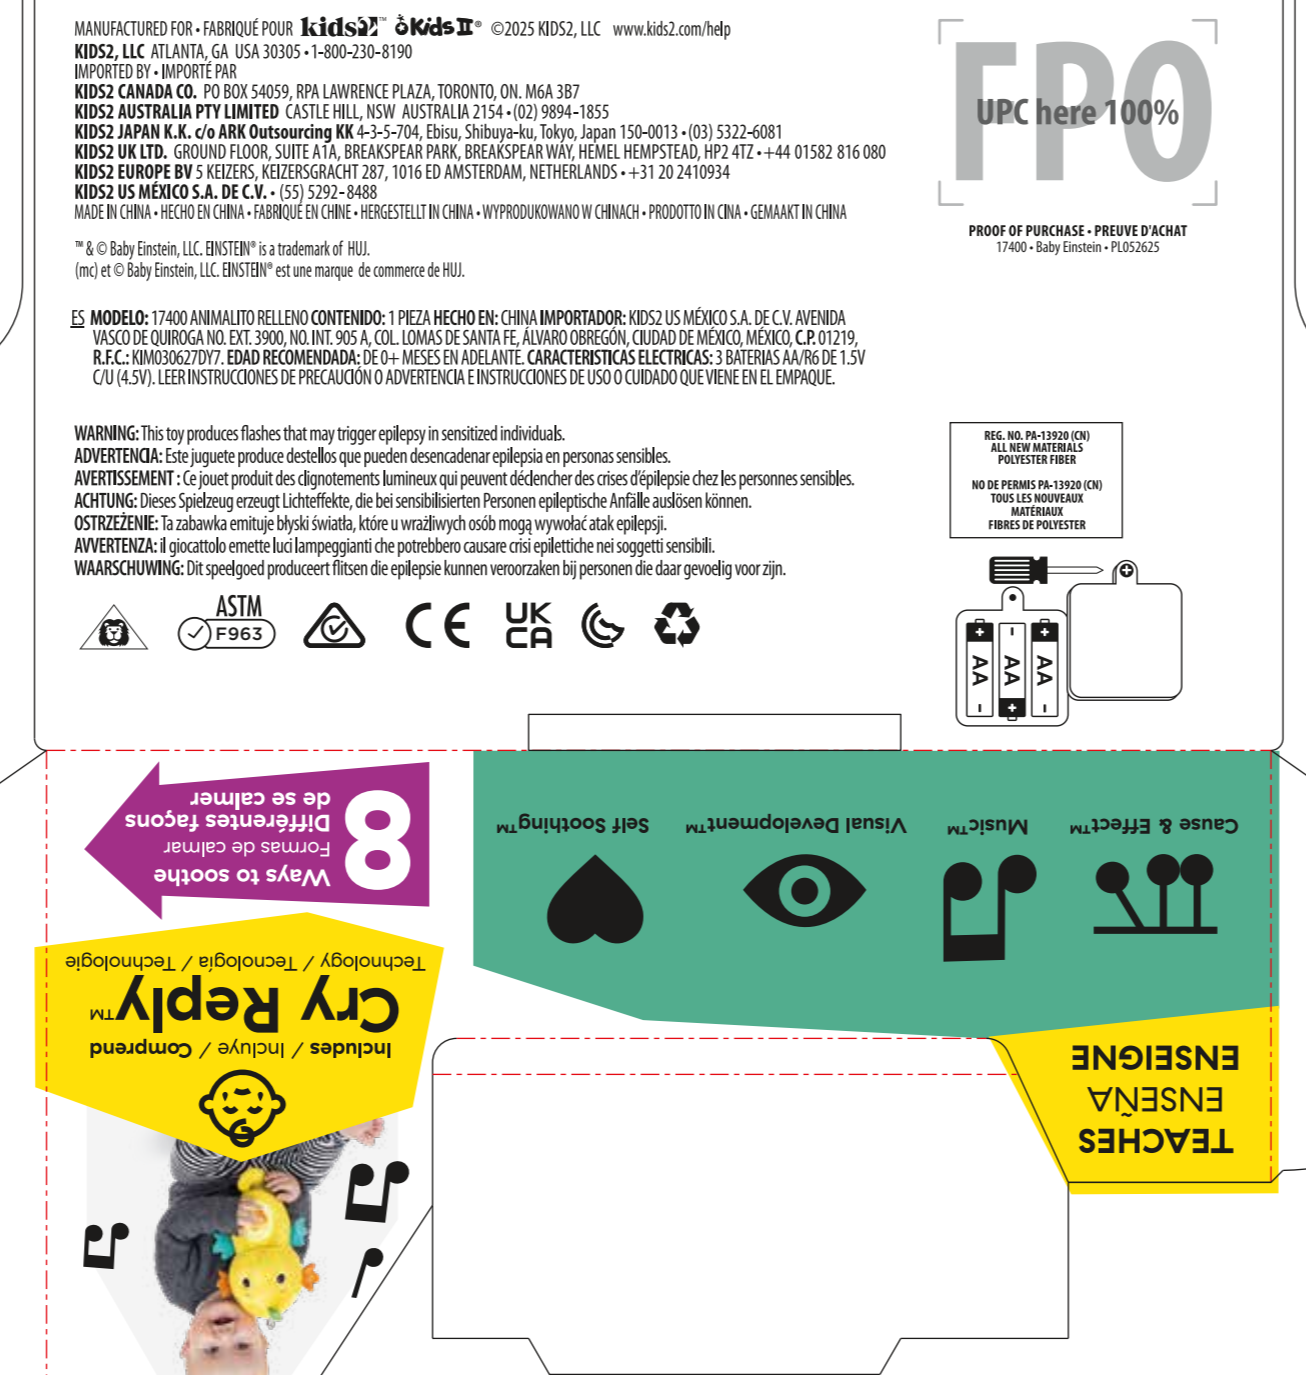 MANUFACTURED FOR • FABRIQUÉ POUR kids2™ Kids II® ©2025 KIDS2, LLC www.kids2.com/help
KIDS2, LLC ATLANTA, GA USA 30305 • 1-800-230-8190
IMPORTED BY • IMPORTÉ PAR
KIDS2 CANADA CO. PO BOX 54059, RPA LAWRENCE PLAZA, TORONTO, ON. M6A 3B7
KIDS2 AUSTRALIA PTY LIMITED CASTLE HILL, NSW AUSTRALIA 2154 • (02) 9894-1855
KIDS2 JAPAN K.K. c/o ARK Outsourcing KK 4-3-5-704, Ebisu, Shibuya-ku, Tokyo, Japan 150-0013 • (03) 5322-6081
KIDS2 UK LTD. GROUND FLOOR, SUITE A1A, BREAKSPEAR PARK, BREAKSPEAR WAY, HEMEL HEMPSTEAD, HP2 4TZ • +44 01582 816 080
KIDS2 EUROPE BV 5 KEIZERS, KEIZERSGRACHT 287, 1016 ED AMSTERDAM, NETHERLANDS • +31 20 2410934
KIDS2 US MÉXICO S.A. DE C.V. • (55) 5292-8488
MADE IN CHINA • HECHO EN CHINA • FABRIQUÉ EN CHINE • HERGESTELLT IN CHINA • WYPRODUKOWANO W CHINACH • PRODOTTO IN CINA • GEMAAKT IN CHINA
™ & © Baby Einstein, LLC. EINSTEIN® is a trademark of HUJ.
(mc) et © Baby Einstein, LLC. EINSTEIN® est une marque de commerce de HUJ.
FPO
UPC here 100%
PROOF OF PURCHASE • PREUVE D'ACHAT
17400 • Baby Einstein • PL052625
ES MODELO: 17400 ANIMALITO RELLENO CONTENIDO: 1 PIEZA HECHO EN: CHINA IMPORTADOR: KIDS2 US MÉXICO S.A. DE C.V. AVENIDA
VASCO DE QUIROGA NO. EXT. 3900, NO. INT. 905 A, COL. LOMAS DE SANTA FE, ÁLVARO OBREGÓN, CIUDAD DE MÉXICO, MÉXICO, C.P. 01219,
R.F.C.: KIM030627DY7. EDAD RECOMENDADA: DE 0+ MESES EN ADELANTE. CARACTERISTICAS ELECTRICAS: 3 BATERIAS AA/R6 DE 1.5V
C/U (4.5V). LEER INSTRUCCIONES DE PRECAUCIÓN O ADVERTENCIA E INSTRUCCIONES DE USO O CUIDADO QUE VIENE EN EL EMPAQUE.
WARNING: This toy produces flashes that may trigger epilepsy in sensitized individuals.
ADVERTENCIA: Este juguete produce destellos que pueden desencadenar epilepsia en personas sensibles.
AVERTISSEMENT : Ce jouet produit des clignotements lumineux qui peuvent déclencher des crises d'épilepsie chez les personnes sensibles.
ACHTUNG: Dieses Spielzeug erzeugt Lichteffekte, die bei sensibilisierten Personen epileptische Anfälle auslösen können.
OSTRZEŻENIE: Ta zabawka emituje błyski światła, które u wrażliwych osób mogą wywołać atak epilepsji.
AVVERTENZA: il giocattolo emette luci lampeggianti che potrebbero causare crisi epilettiche nei soggetti sensibili.
WAARSCHUWING: Dit speelgoed produceert flitsen die epilepsie kunnen veroorzaken bij personen die daar gevoelig voor zijn.
REG. NO. PA-13920 (CN)
ALL NEW MATERIALS
POLYESTER FIBER
NO DE PERMIS PA-13920 (CN)
TOUS LES NOUVEAUX
MATÉRIAUX
FIBRES DE POLYESTER
ASTM
F963
CE
UK
CA
+ AA −
− AA +
+ AA −
8
Ways to soothe
Formas de calmar
Différentes façons
de se calmer
Includes / Incluye / Comprend
Cry Reply™
Technology / Tecnología / Technologie
TEACHES
ENSEÑA
ENSEIGNE
Cause & Effect™
Music™
Visual Development™
Self Soothing™